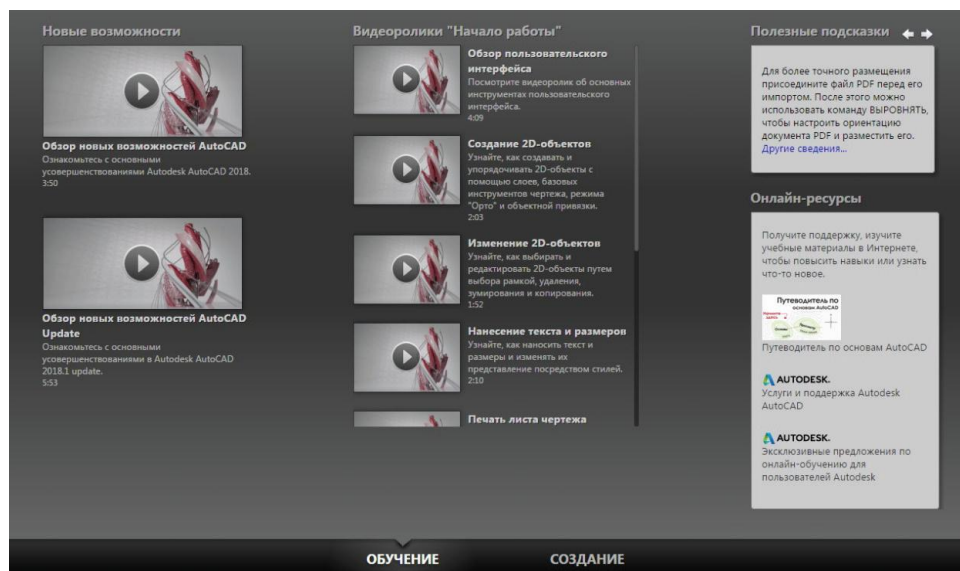 Новые возможности
Обзор новых возможностей AutoCAD
Ознакомьтесь с основными
усовершенствованиями Autodesk AutoCAD 2018.
3:50
Обзор новых возможностей AutoCAD
Update
Ознакомьтесь с основными
усовершенствованиями в Autodesk AutoCAD
2018.1 update.
5:53
Видеоролики "Начало работы"
Обзор пользовательского
интерфейса
Посмотрите видеоролик об основных
инструментах пользовательского
интерфейса.
4:09
Создание 2D-объектов
Узнайте, как создавать и
упорядочивать 2D-объекты с
помощью слоев, базовых
инструментов чертежа, режима
"Орто" и объектной привязки.
2:03
Изменение 2D-объектов
Узнайте, как выбирать и
редактировать 2D-объекты путем
выбора рамкой, удаления,
зумирования и копирования.
1:52
Нанесение текста и размеров
Узнайте, как наносить текст и
размеры и изменять их
представление посредством стилей.
2:10
Печать листа чертежа
Полезные подсказки
Для более точного размещения
присоедините файл PDF перед его
импортом. После этого можно
использовать команду ВЫРОВНЯТЬ,
чтобы настроить ориентацию
документа PDF и разместить его.
Другие сведения...
Онлайн-ресурсы
Получите поддержку, изучите
учебные материалы в Интернете,
чтобы повысить навыки или узнать
что-то новое.
Путеводитель по
основам AutoCAD
Путеводитель по основам AutoCAD
AUTODESK.
Услуги и поддержка Autodesk
AutoCAD
AUTODESK.
Эксклюзивные предложения по
онлайн-обучению для
пользователей Autodesk
ОБУЧЕНИЕ
СОЗДАНИЕ